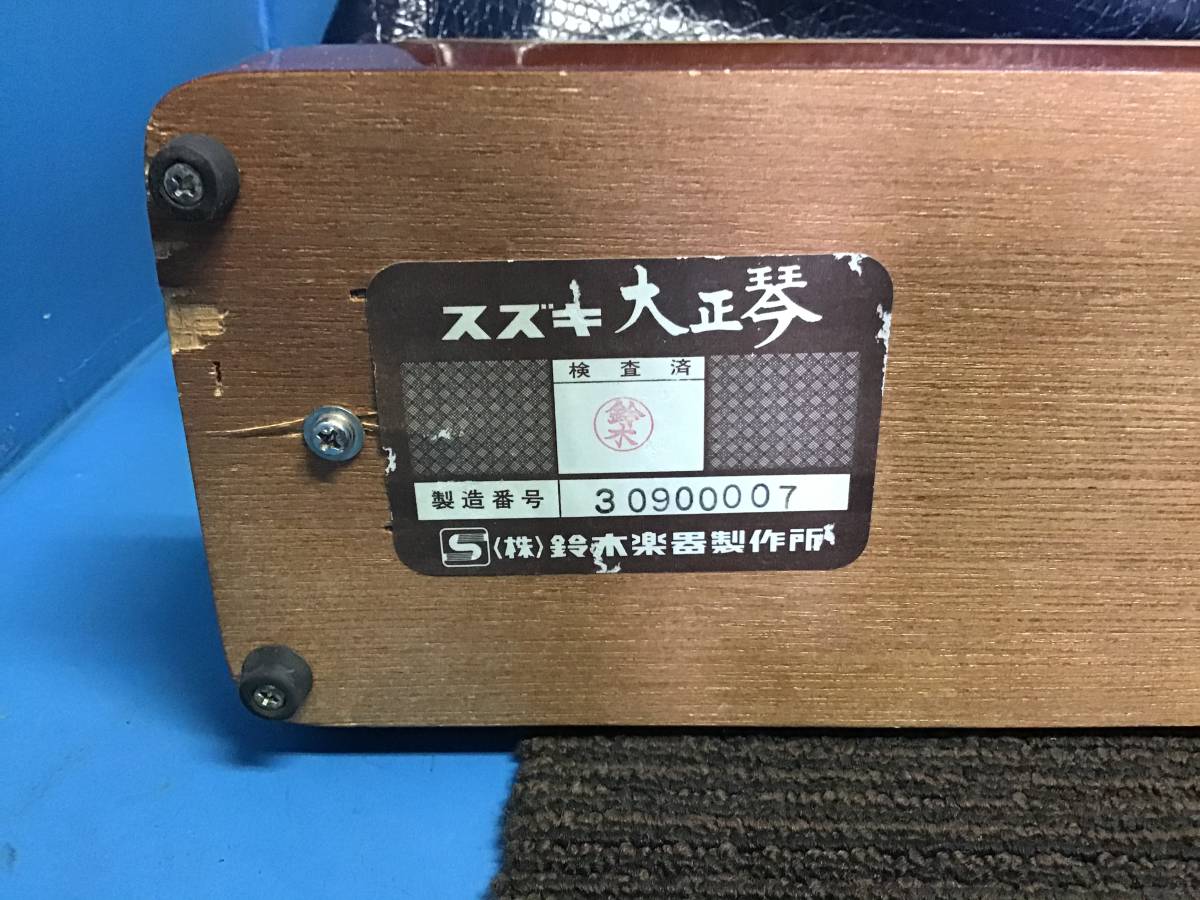 スズキ 大正琴
検査済
鈴木
製造番号 30900007
S 〈株〉鈴木楽器製作所